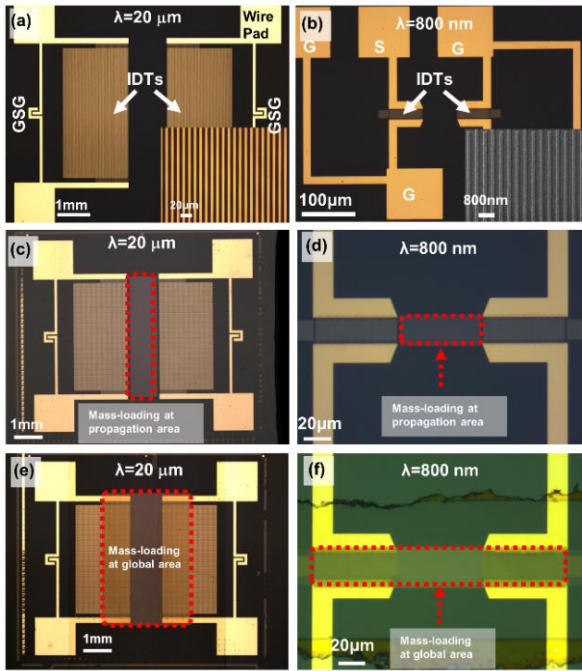 (a)
λ=20 μm
Wire
Pad
IDTs
GSG
GSG
1mm
20μm
(b)
λ=800 nm
G
S
G
IDTs
G
100μm
800nm
(c)
λ=20 μm
Mass-loading at
propagation area
1mm
(d)
λ=800 nm
Mass-loading at
propagation area
20μm
(e)
λ=20 μm
Mass-loading
at global area
1mm
(f)
λ=800 nm
20μm
Mass-loading
at global area